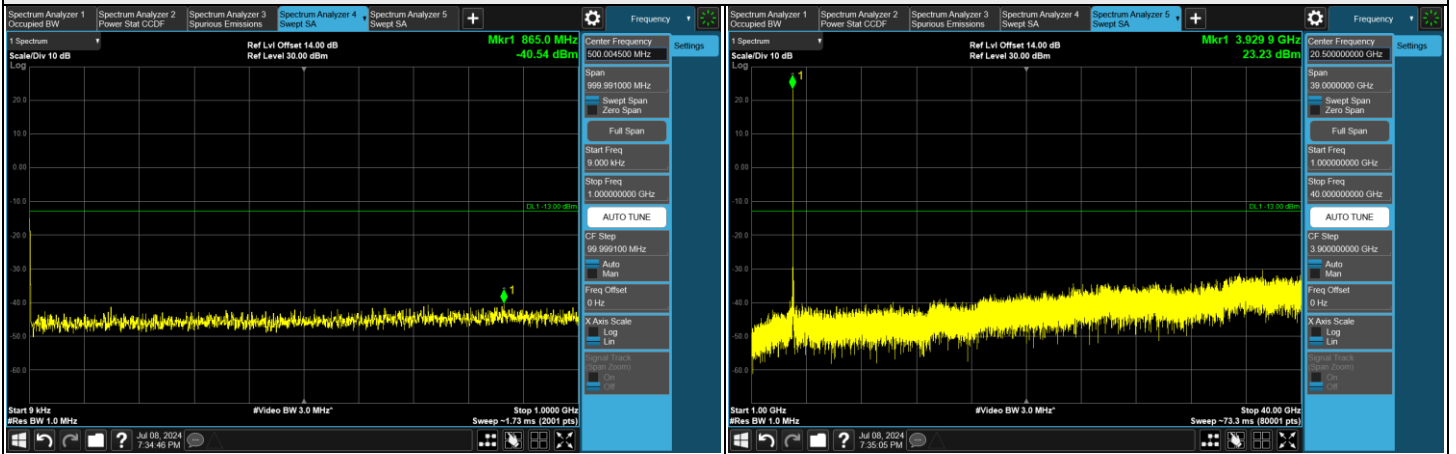 Spectrum Analyzer 1
Occupied BW
Spectrum Analyzer 2
Power Stat CCDF
Spectrum Analyzer 3
Spurious Emissions
Spectrum Analyzer 4
Swept SA
Spectrum Analyzer 5
Swept SA
+
Frequency
1 Spectrum
Scale/Div 10 dB
Log
Ref Lvl Offset 14.00 dB
Ref Level 30.00 dBm
Mkr1 865.0 MHz
-40.54 dBm
20.0
10.0
0.00
-10.0
-20.0
-30.0
-40.0
-50.0
-60.0
DL1 -13.00 dBm
1
Start 9 kHz
#Res BW 1.0 MHz
#Video BW 3.0 MHz*
Stop 1.0000 GHz
Sweep ~1.73 ms (2001 pts)
Center Frequency
500.004500 MHz
Settings
Span
999.991000 MHz
Swept Span
Zero Span
Full Span
Start Freq
9.000 kHz
Stop Freq
1.000000000 GHz
AUTO TUNE
CF Step
99.999100 MHz
Auto
Man
Freq Offset
0 Hz
X Axis Scale
Log
Lin
Signal Track
(Span Zoom)
On
Off
?
Jul 08, 2024
7:34:46 PM
Spectrum Analyzer 1
Occupied BW
Spectrum Analyzer 2
Power Stat CCDF
Spectrum Analyzer 3
Spurious Emissions
Spectrum Analyzer 4
Swept SA
Spectrum Analyzer 5
Swept SA
+
Frequency
1 Spectrum
Scale/Div 10 dB
Log
Ref Lvl Offset 14.00 dB
Ref Level 30.00 dBm
Mkr1 3.929 9 GHz
23.23 dBm
20.0
10.0
0.00
-10.0
-20.0
-30.0
-40.0
-50.0
-60.0
DL1 -13.00 dBm
1
Start 1.00 GHz
#Res BW 1.0 MHz
#Video BW 3.0 MHz*
Stop 40.00 GHz
Sweep ~73.3 ms (80001 pts)
Center Frequency
20.500000000 GHz
Settings
Span
39.0000000 GHz
Swept Span
Zero Span
Full Span
Start Freq
1.000000000 GHz
Stop Freq
40.000000000 GHz
AUTO TUNE
CF Step
3.900000000 GHz
Auto
Man
Freq Offset
0 Hz
X Axis Scale
Log
Lin
Signal Track
(Span Zoom)
On
Off
?
Jul 08, 2024
7:35:05 PM